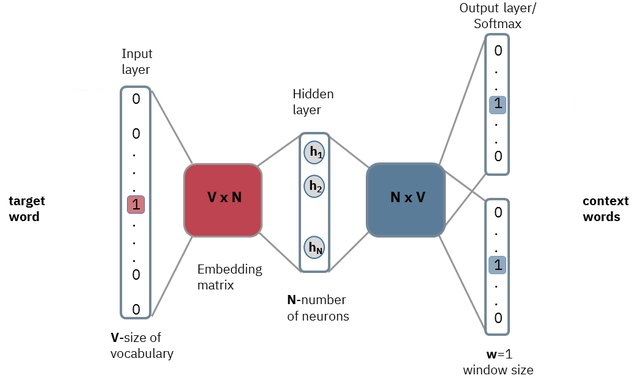 Output layer/
Softmax
Input
layer
0
0
.
.
.
1
.
.
.
0
0
target
word
V-size of
vocabulary
V x N
Embedding
matrix
Hidden
layer
h1
h2
hN
N-number
of neurons
N x V
0
.
.
1
.
.
0
0
.
.
1
.
.
0
context
words
w=1
window size